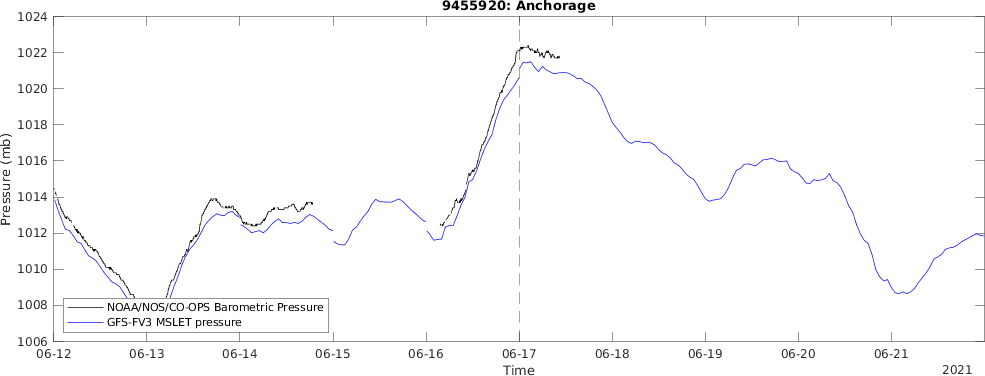 9455920: Anchorage
Pressure (mb)
1024
1022
1020
1018
1016
1014
1012
1010
1008
1006
NOAA/NOS/CO-OPS Barometric Pressure
GFS-FV3 MSLET pressure
06-12 06-13 06-14 06-15 06-16 06-17 06-18 06-19 06-20 06-21
Time
2021